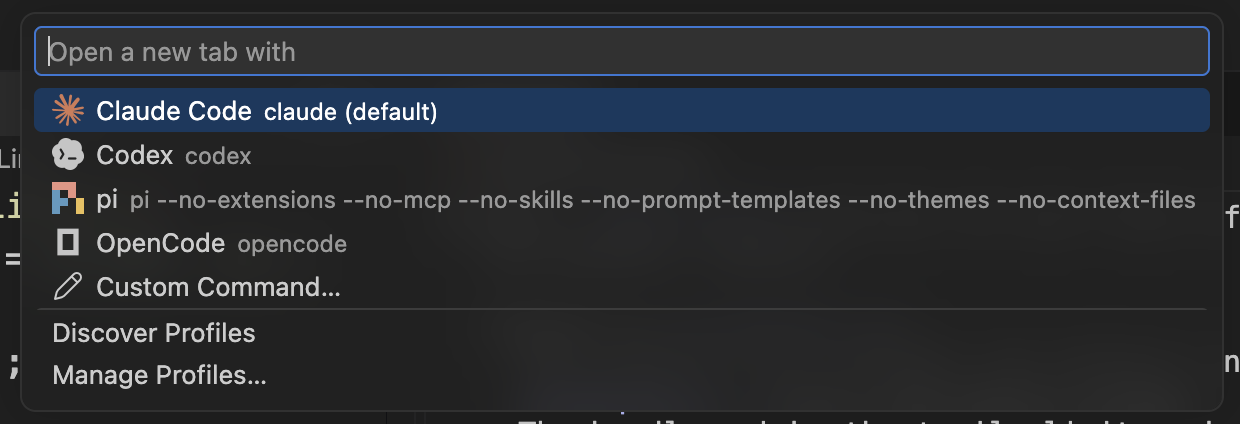 Open a new tab with
Claude Code claude (default)
Codex codex
pi pi --no-extensions --no-mcp --no-skills --no-prompt-templates --no-themes --no-context-files
OpenCode opencode
Custom Command...
Discover Profiles
Manage Profiles...